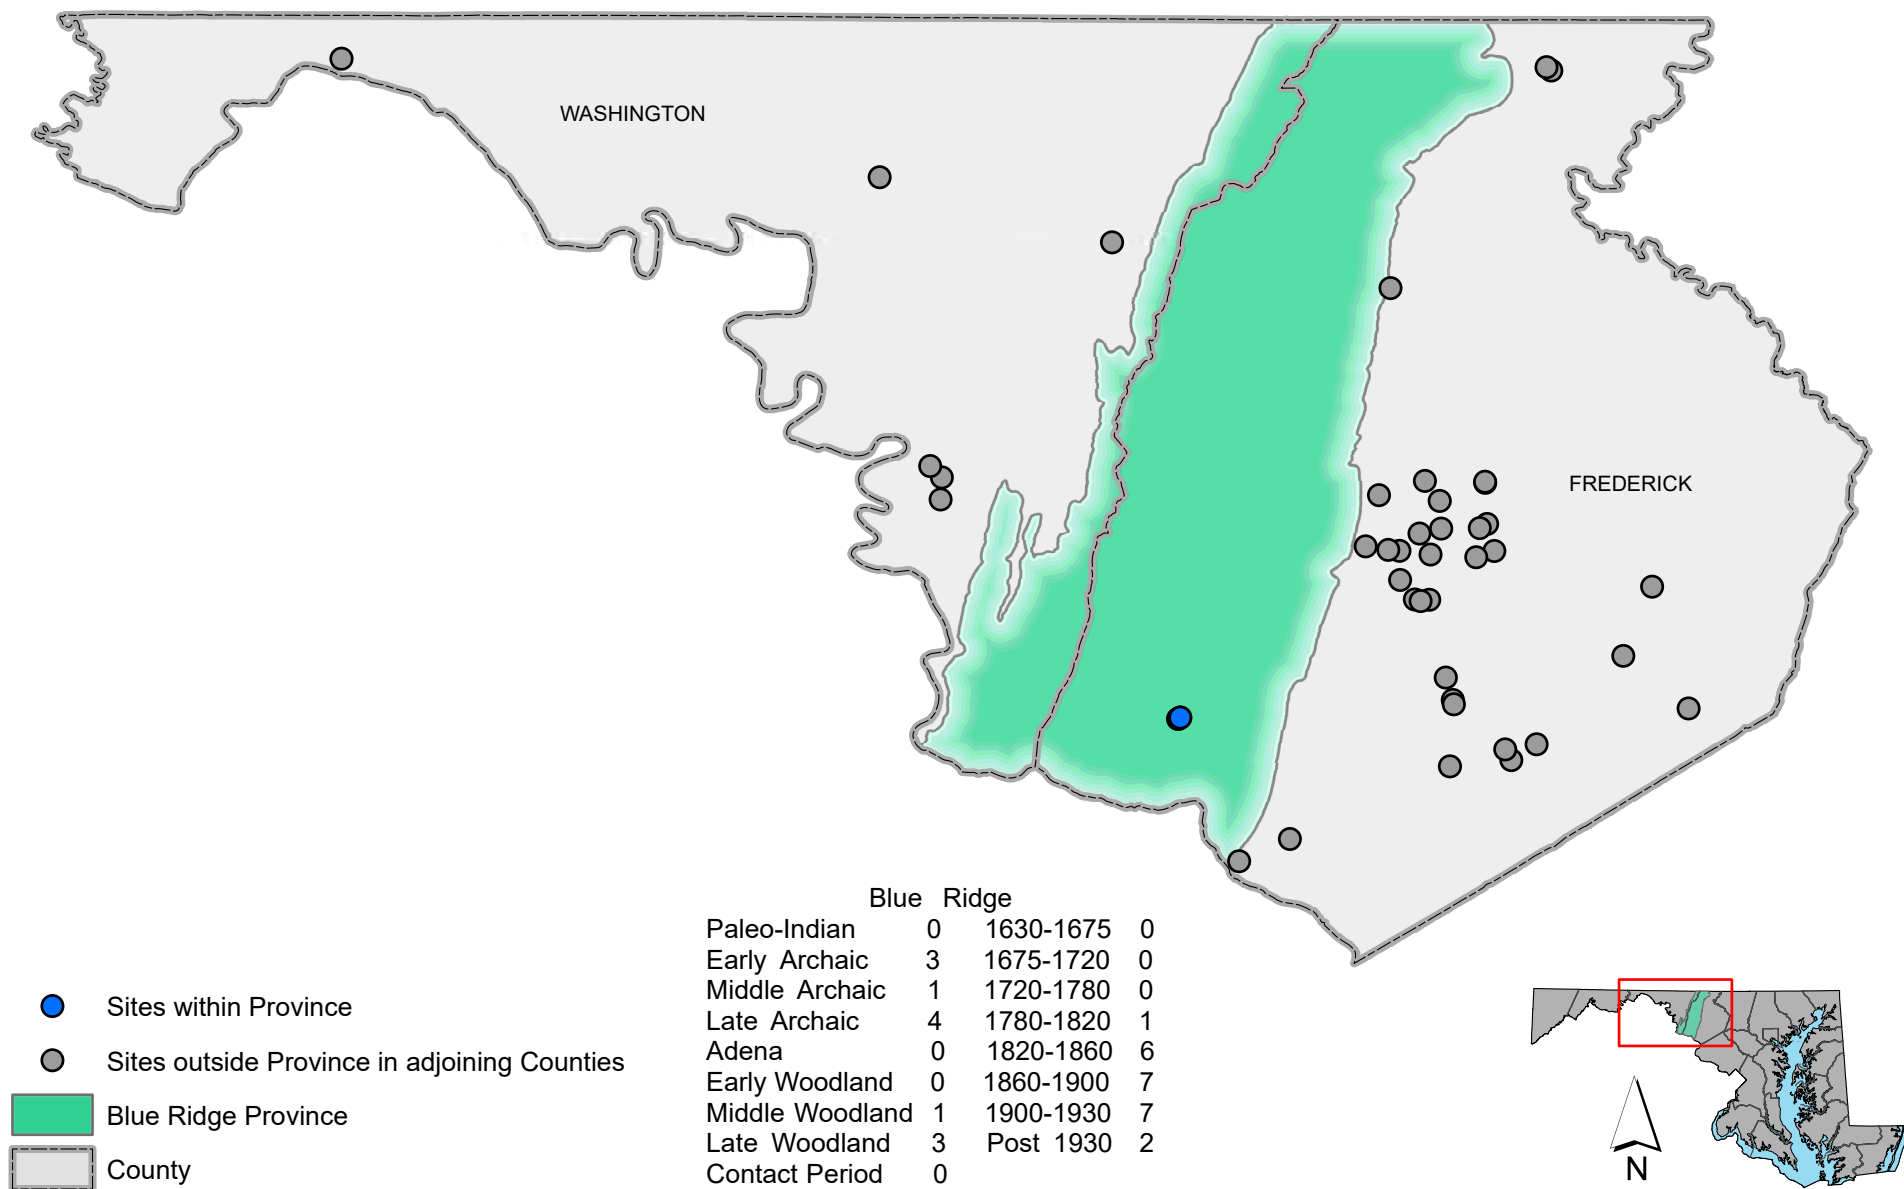 WASHINGTON
FREDERICK
Blue Ridge
Paleo-Indian 0 1630-1675 0
Early Archaic 3 1675-1720 0
Middle Archaic 1 1720-1780 0
Late Archaic 4 1780-1820 1
Adena 0 1820-1860 6
Early Woodland 0 1860-1900 7
Middle Woodland 1 1900-1930 7
Late Woodland 3 Post 1930 2
Contact Period 0
Sites within Province
Sites outside Province in adjoining Counties
Blue Ridge Province
County
N